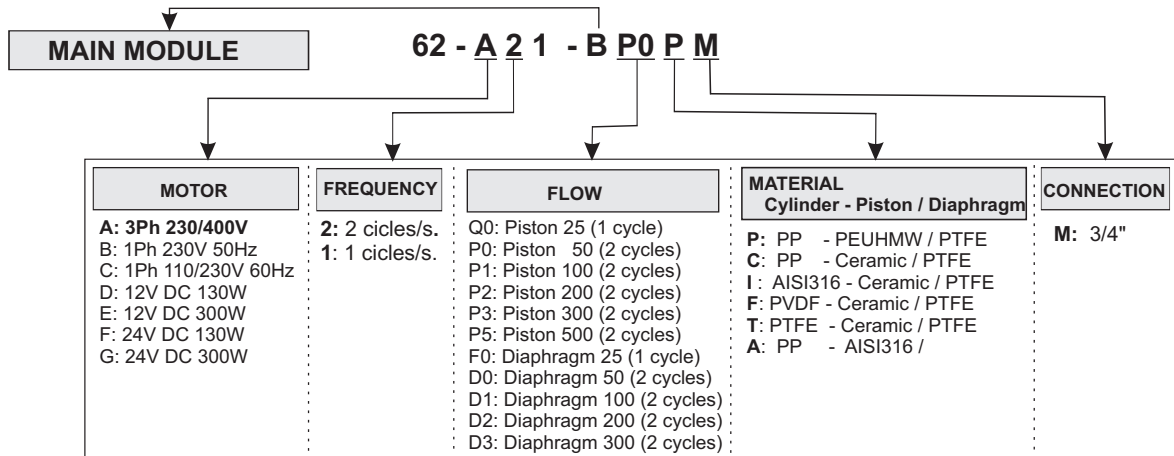 MAIN MODULE
62 - A 2 1 - B P0 P M
MOTOR
A: 3Ph 230/400V
B: 1Ph 230V 50Hz
C: 1Ph 110/230V 60Hz
D: 12V DC 130W
E: 12V DC 300W
F: 24V DC 130W
G: 24V DC 300W
FREQUENCY
2: 2 cicles/s.
1: 1 cicles/s.
FLOW
Q0: Piston 25 (1 cycle)
P0: Piston 50 (2 cycles)
P1: Piston 100 (2 cycles)
P2: Piston 200 (2 cycles)
P3: Piston 300 (2 cycles)
P5: Piston 500 (2 cycles)
F0: Diaphragm 25 (1 cycle)
D0: Diaphragm 50 (2 cycles)
D1: Diaphragm 100 (2 cycles)
D2: Diaphragm 200 (2 cycles)
D3: Diaphragm 300 (2 cycles)
MATERIAL
Cylinder - Piston / Diaphragm
P: PP - PEUHMW / PTFE
C: PP - Ceramic / PTFE
I : AISI316 - Ceramic / PTFE
F: PVDF - Ceramic / PTFE
T: PTFE - Ceramic / PTFE
A: PP - AISI316 /
CONNECTION
M: 3/4"